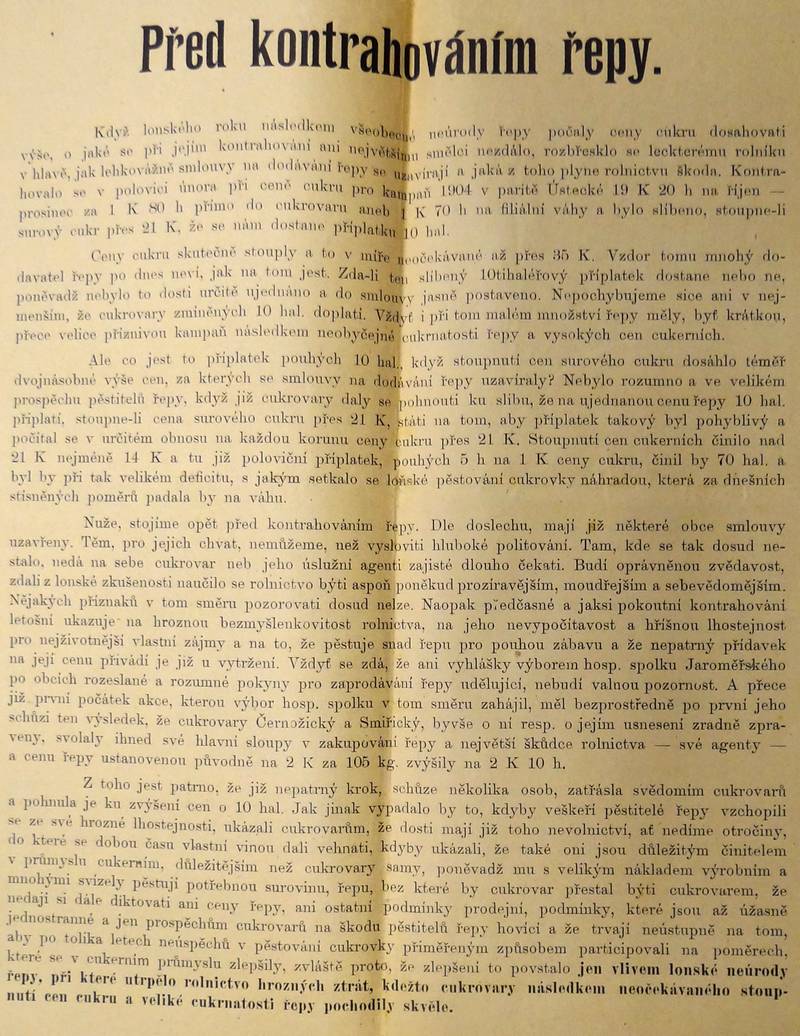 Před kontrahováním řepy.
Když lonského roku následkem všeobecné neúrody řepy počaly ceny cukru dosahovati
výše, o jaké se při jejím kontrahování ani největšímu smělci nezdálo, rozbřesklo se leckterému rolníku
v hlavě, jak lehkovážně smlouvy na dodávání řepy se uzavírají a jaká z toho plyne rolnictvu škoda. Kontra-
hovalo se v polovici února při ceně cukru pro kampaň 1904 v paritě Ústecké 19 K 20 h na říjen —
prosinec za 1 K 80 h přímo do cukrovaru aneb 1 K 70 h na filiální váhy a bylo slíbeno, stoupne-li
surový cukr přes 21 K, že se nám dostane příplatku 10 hal.
Ceny cukru skutečně stouply a to v míře neočekávané až přes 35 K. Vzdor tomu mnohý do-
davatel řepy po dnes neví, jak na tom jest. Zda-li ten slíbený 10tihaléřový příplatek dostane nebo ne,
poněvadž nebylo to dosti určitě ujednáno a do smlouvy jasně postaveno. Nepochybujeme sice ani v nej-
menším, že cukrovary zmíněných 10 hal. doplatí. Vždyť i při tom malém množství řepy měly, byť krátkou,
přece velice příznivou kampaň následkem neobyčejné cukrnatosti řepy a vysokých cen cukerních.
Ale co jest to příplatek pouhých 10 hal., když stoupnutí cen surového cukru dosáhlo téměř
dvojnásobné výše cen, za kterých se smlouvy na dodávání řepy uzavíraly? Nebylo rozumno a ve velikém
prospěchu pěstitelů řepy, když již cukrovary daly se pohnouti ku slibu, že na ujednanou cenu řepy 10 hal.
připlatí, stoupne-li cena surového cukru přes 21 K, státi na tom, aby příplatek takový byl pohyblivý a
počítal se v určitém obnosu na každou korunu ceny cukru přes 21 K. Stoupnutí cen cukerních činilo nad
21 K nejméně 14 K a tu již poloviční příplatek, pouhých 5 h na 1 K ceny cukru, činil by 70 hal. a
byl by při tak velikém deficitu, s jakým setkalo se loňské pěstování cukrovky náhradou, která za dnešních
stísněných poměrů padala by na váhu.
Nuže, stojíme opět před kontrahováním řepy. Dle doslechu, mají již některé obce smlouvy
uzavřeny. Těm, pro jejich chvat, nemůžeme, než vysloviti hluboké politování. Tam, kde se tak dosud ne-
stalo, nedá na sebe cukrovar neb jeho úslužní agenti zajisté dlouho čekati. Budí oprávněnou zvědavost,
zdali z lonské zkušenosti naučilo se rolnictvo býti aspoň poněkud prozíravějším, moudřejším a sebevědomějším.
Nějakých příznaků v tom směru pozorovati dosud nelze. Naopak předčasné a jaksi pokoutní kontrahování
letošní ukazuje na hroznou bezmyšlenkovitost rolnictva, na jeho nevypočítavost a hříšnou lhostejnost
pro nejživotnější vlastní zájmy a na to, že pěstuje snad řepu pro pouhou zábavu a že nepatrný přídavek
na její cenu přivádí je již u vytržení. Vždyť se zdá, že ani vyhlášky výborem hosp. spolku Jaroměřského
po obcích rozeslané a rozumné pokyny pro zaprodávání řepy udělující, nebudí valnou pozornost. A přece
již první počátek akce, kterou výbor hosp. spolku v tom směru zahájil, měl bezprostředně po první jeho
schůzi ten výsledek, že cukrovary Černožický a Smiřický, byvše o ní resp. o jejím usnesení zradně zpra-
veny, svolaly ihned své hlavní sloupy v zakupování řepy a největší škůdce rolnictva — své agenty —
a cenu řepy ustanovenou původně na 2 K za 105 kg. zvýšily na 2 K 10 h.
Z toho jest patrno, že již nepatrný krok, schůze několika osob, zatřásla svědomím cukrovarů
a pohnula je ku zvýšení cen o 10 hal. Jak jinak vypadalo by to, kdyby veškeří pěstitelé řepy vzchopili
se ze své hrozné lhostejnosti, ukázali cukrovarům, že dosti mají již toho nevolnictví, ať nedíme otročiny,
do které se dobou času vlastní vinou dali vehnati, kdyby ukázali, že také oni jsou důležitým činitelem
v průmyslu cukerním, důležitějším než cukrovary samy, poněvadž mu s velikým nákladem výrobním a
mnohými svízely pěstují potřebnou surovinu, řepu, bez které by cukrovar přestal býti cukrovarem, že
nedají si dále diktovati ani ceny řepy, ani ostatní podmínky prodejní, podmínky, které jsou až úžasně
jednostranné a jen prospěchům cukrovarů na škodu pěstitelů řepy hovící a že trvají neústupně na tom,
aby po tolika letech neúspěchů v pěstování cukrovky přiměřeným způsobem participovali na poměrech,
které se v cukerním průmyslu zlepšily, zvláště proto, že zlepšení to povstalo jen vlivem lonské neúrody
řepy, při které utrpělo rolnictvo hrozných ztrát, kdežto cukrovary následkem neočekávaného stoup-
nutí cen cukru a veliké cukrnatosti řepy pochodily skvěle.